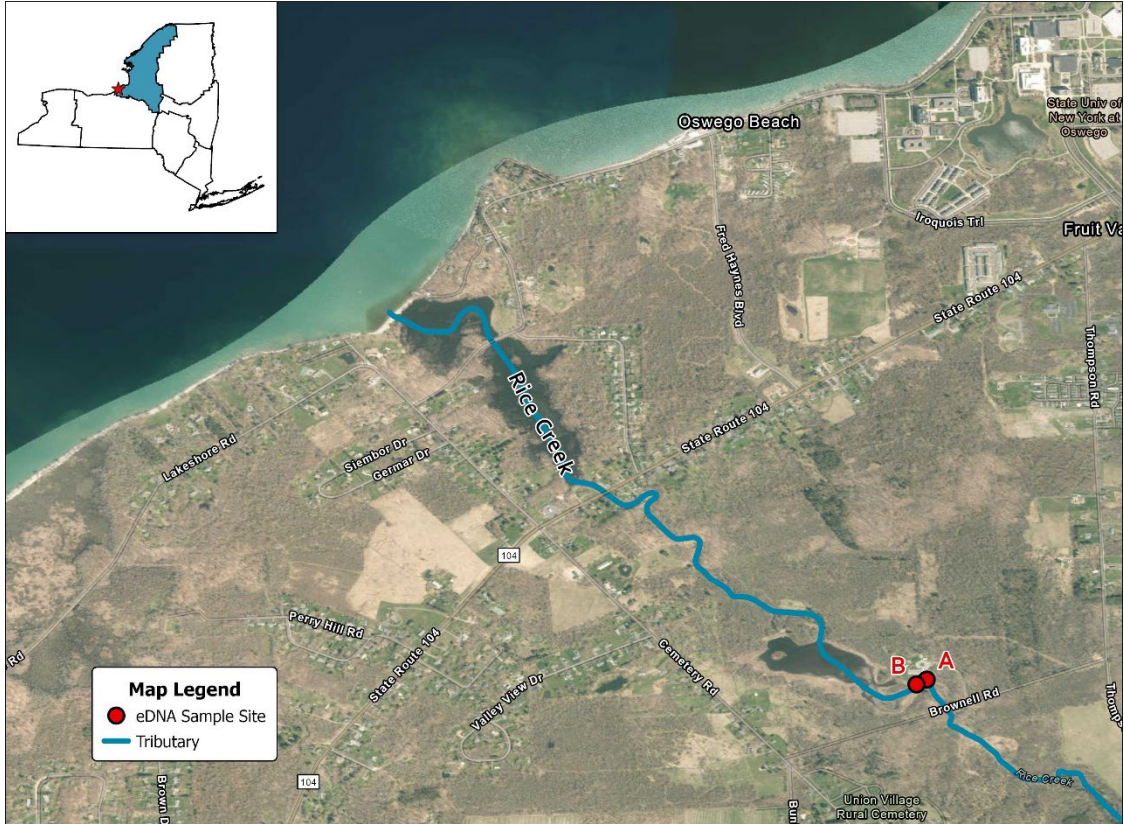 Oswego Beach
State Univ of
New York at
Oswego
Iroquois Trl
Fruit Va
Fred Haynes Blvd
State Route 104
Thompson Rd
Rice Creek
Lakeshore Rd
Siembor Dr
Germar Dr
State Route 104
104
Perry Hill Rd
Cemetery Rd
Valley View Dr
State Route 104
Rd
B
A
Brownell Rd
Thomps
Map Legend
eDNA Sample Site
Tributary
Rice Creek
104
Brown D
Bun
Union Village
Rural Cemetery